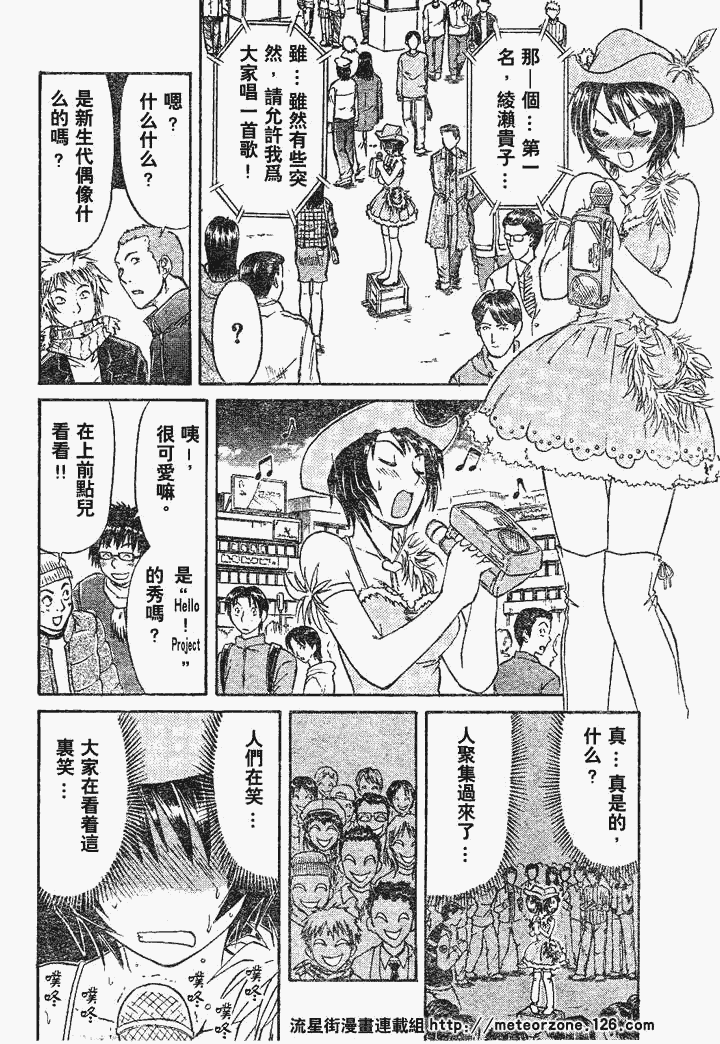 那一個…第一
名，綾瀨貴子…
雖…雖然有些突
然，請允許我爲
大家唱一首歌！
?
嗯？
什么什么？
是新生代偶像什
么的嗎？
咦－，
很可愛嘛。
在上前點兒
看看!!
是“Hello！Project”
的秀嗎？
真…真是的，
什么？
人聚集過來了…
人們在笑…
大家在看着這
裏笑…
噗咚
噗咚
噗咚
噗咚
流星街漫畫連載組 http://meteorzone.126.com/